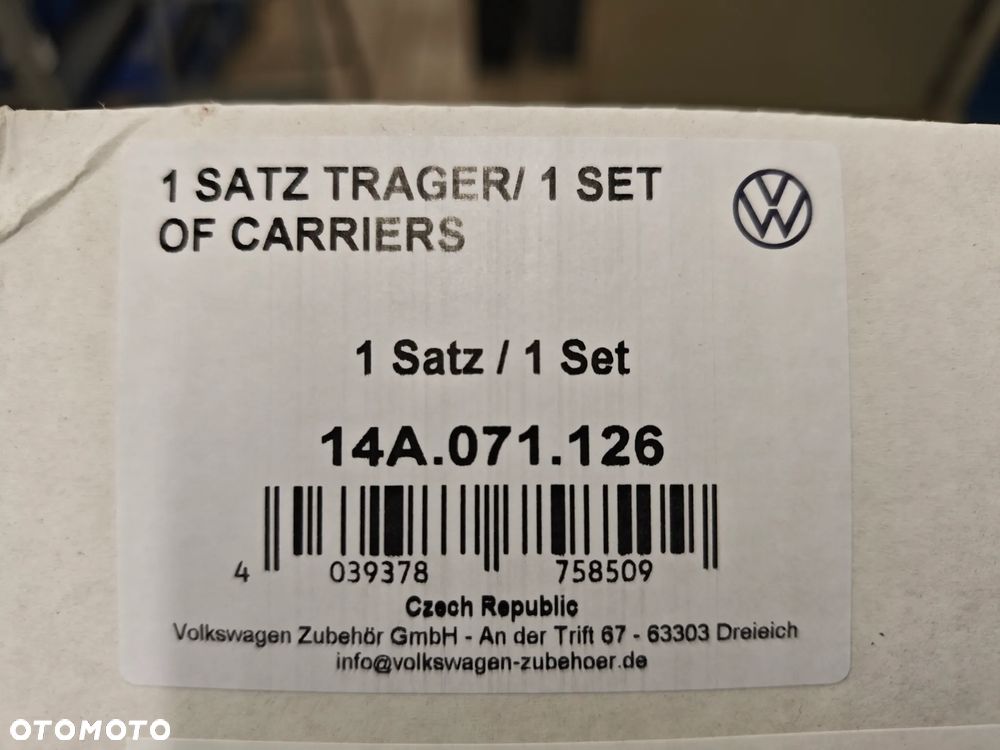 1 SATZ TRAGER/ 1 SET
OF CARRIERS
1 Satz / 1 Set
14A.071.126
4 039378 758509
Czech Republic
Volkswagen Zubehör GmbH - An der Trift 67 - 63303 Dreieich
info@volkswagen-zubehoer.de
OTOMOTO